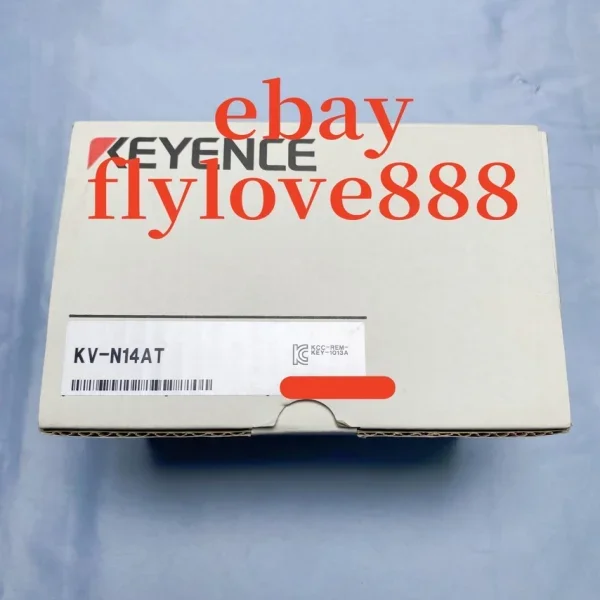 ebay
KEYENCE
flylove888
KV-N14AT
KCC-REM-
KEY-1013A